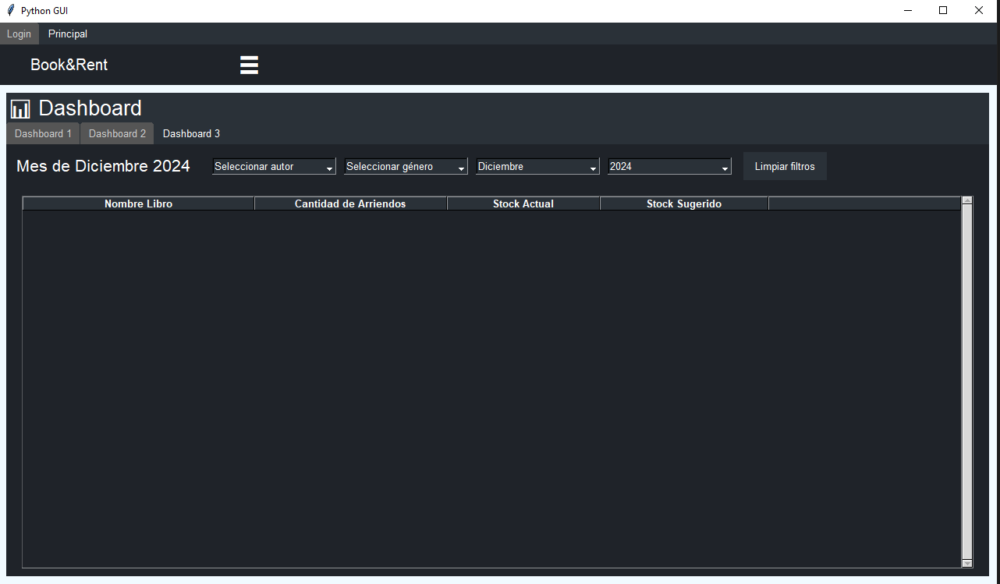 Python GUI
Login Principal
Book&Rent
Dashboard
Dashboard 1 Dashboard 2 Dashboard 3
Mes de Diciembre 2024 Seleccionar autor Seleccionar género Diciembre 2024 Limpiar filtros
Nombre Libro Cantidad de Arriendos Stock Actual Stock Sugerido